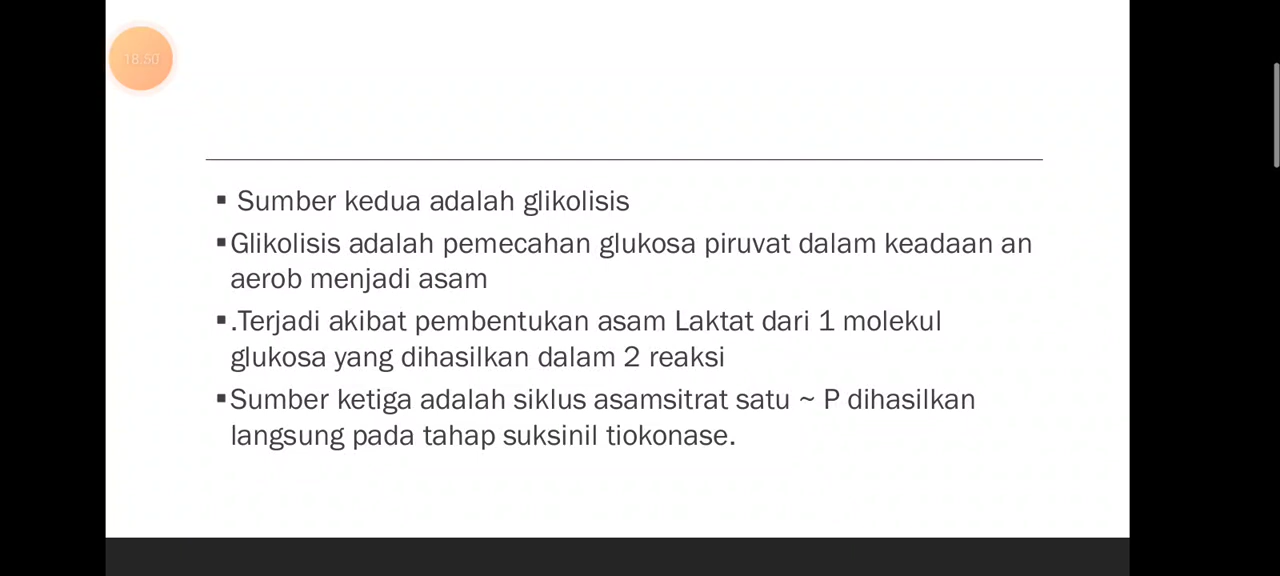 18:50
▪ Sumber kedua adalah glikolisis
▪Glikolisis adalah pemecahan glukosa piruvat dalam keadaan an
aerob menjadi asam
▪.Terjadi akibat pembentukan asam Laktat dari 1 molekul
glukosa yang dihasilkan dalam 2 reaksi
▪Sumber ketiga adalah siklus asamsitrat satu ~ P dihasilkan
langsung pada tahap suksinil tiokonase.